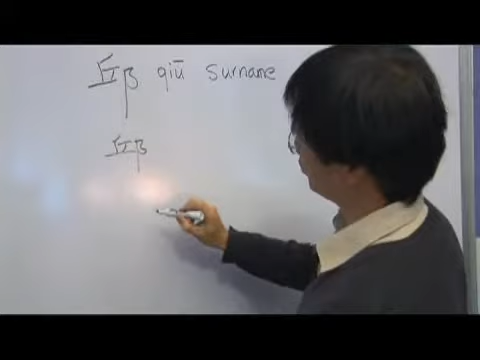 邱 qiū surname
邱